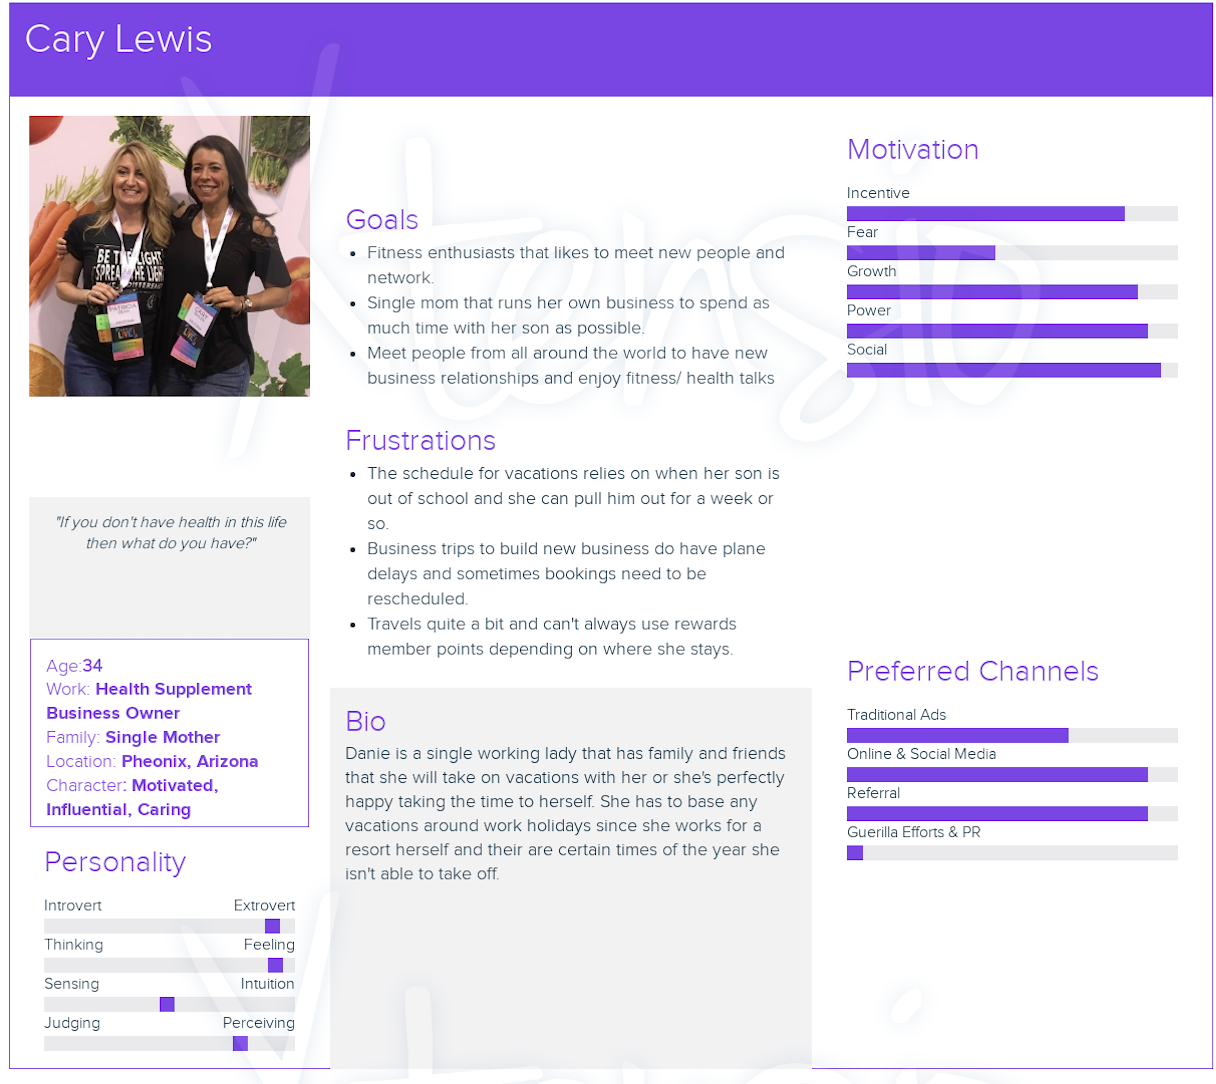 Cary Lewis
BE THE LIGHT
SPREAD THE LIGHT
PATRICIA
CARY
Goals
Fitness enthusiasts that likes to meet new people and
network.
Single mom that runs her own business to spend as
much time with her son as possible.
Meet people from all around the world to have new
business relationships and enjoy fitness/ health talks
Frustrations
The schedule for vacations relies on when her son is
out of school and she can pull him out for a week or
so.
Business trips to build new business do have plane
delays and sometimes bookings need to be
rescheduled.
Travels quite a bit and can't always use rewards
member points depending on where she stays.
Motivation
Incentive
Fear
Growth
Power
Social
"If you don't have health in this life
then what do you have?"
Age:34
Work: Health Supplement
Business Owner
Family: Single Mother
Location: Pheonix, Arizona
Character: Motivated,
Influential, Caring
Personality
Introvert Extrovert
Thinking Feeling
Sensing Intuition
Judging Perceiving
Bio
Danie is a single working lady that has family and friends
that she will take on vacations with her or she's perfectly
happy taking the time to herself. She has to base any
vacations around work holidays since she works for a
resort herself and their are certain times of the year she
isn't able to take off.
Preferred Channels
Traditional Ads
Online & Social Media
Referral
Guerilla Efforts & PR
Xtensio
Xtensio